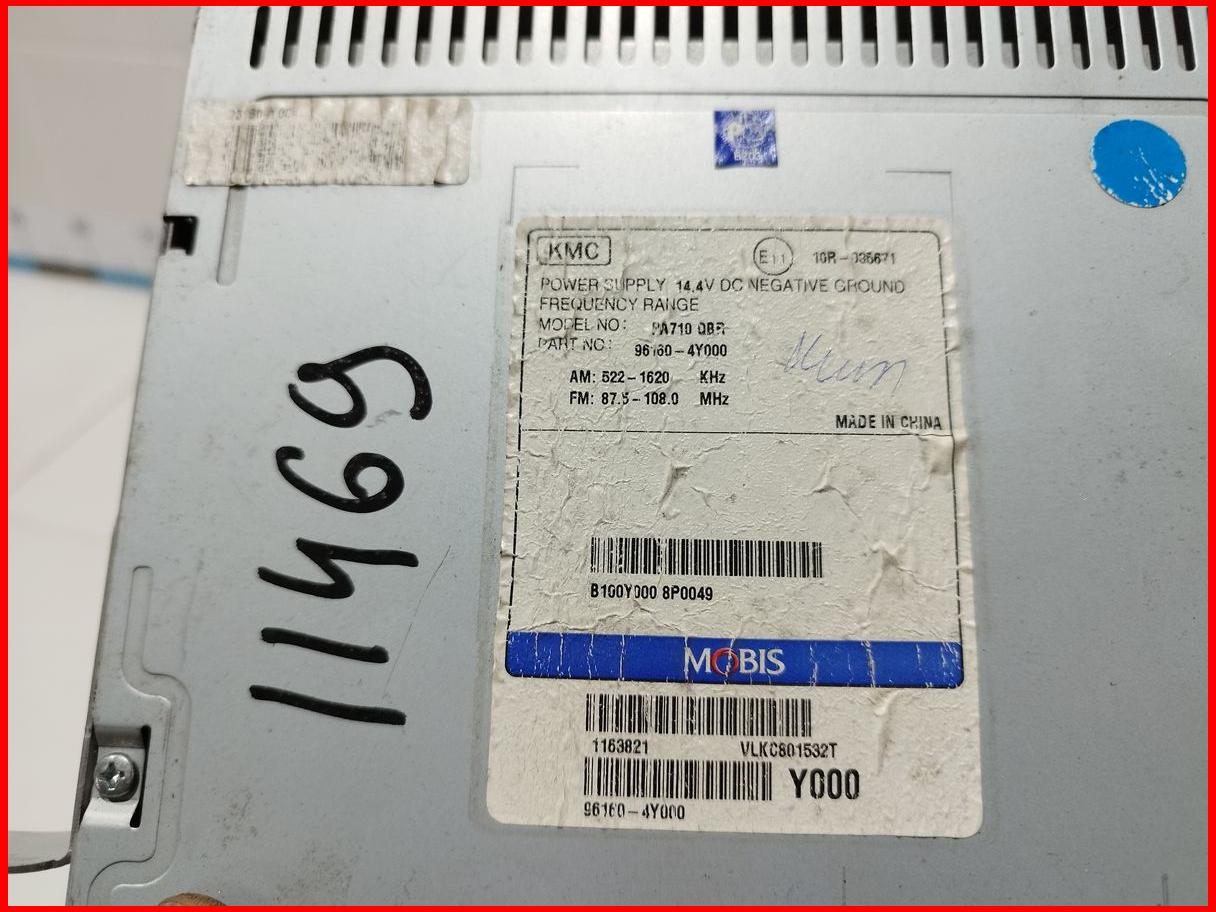 KMC
E11 10R-035671
POWER SUPPLY 14.4V DC NEGATIVE GROUND
FREQUENCY RANGE
MODEL NO: PA710 QBR
PART NO: 96160-4Y000
AM: 522-1620 KHz
FM: 87.5-108.0 MHz
MADE IN CHINA
B100Y000 8P0049
MOBIS
1163821 VLKC801532T
Y000
96160-4Y000
11469